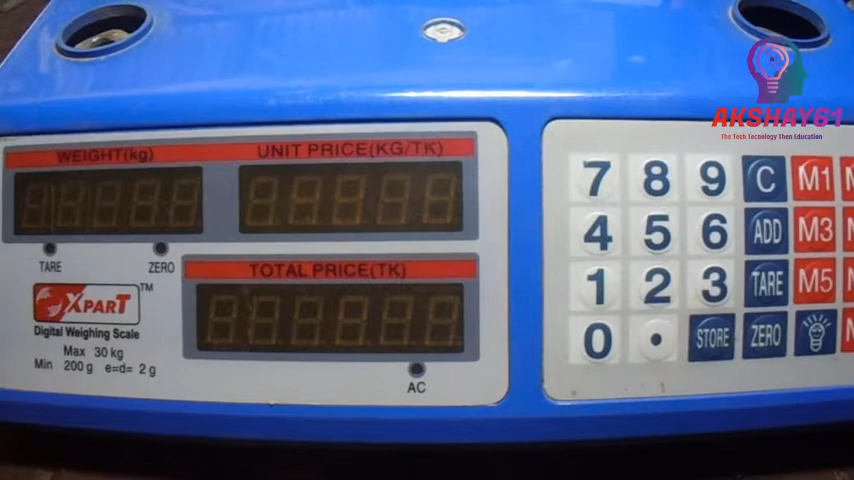 AKSHAY61
The Tech Tecnology Then Education
WEIGHT(kg)
UNIT PRICE(KG/TK)
TARE
ZERO
TOTAL PRICE(TK)
XPART TM
Digital Weighing Scale
Max 30 kg
Min 200 g e=d= 2 g
AC
7 8 9 C M1
4 5 6 ADD M3
1 2 3 TARE M5
0 . STORE ZERO